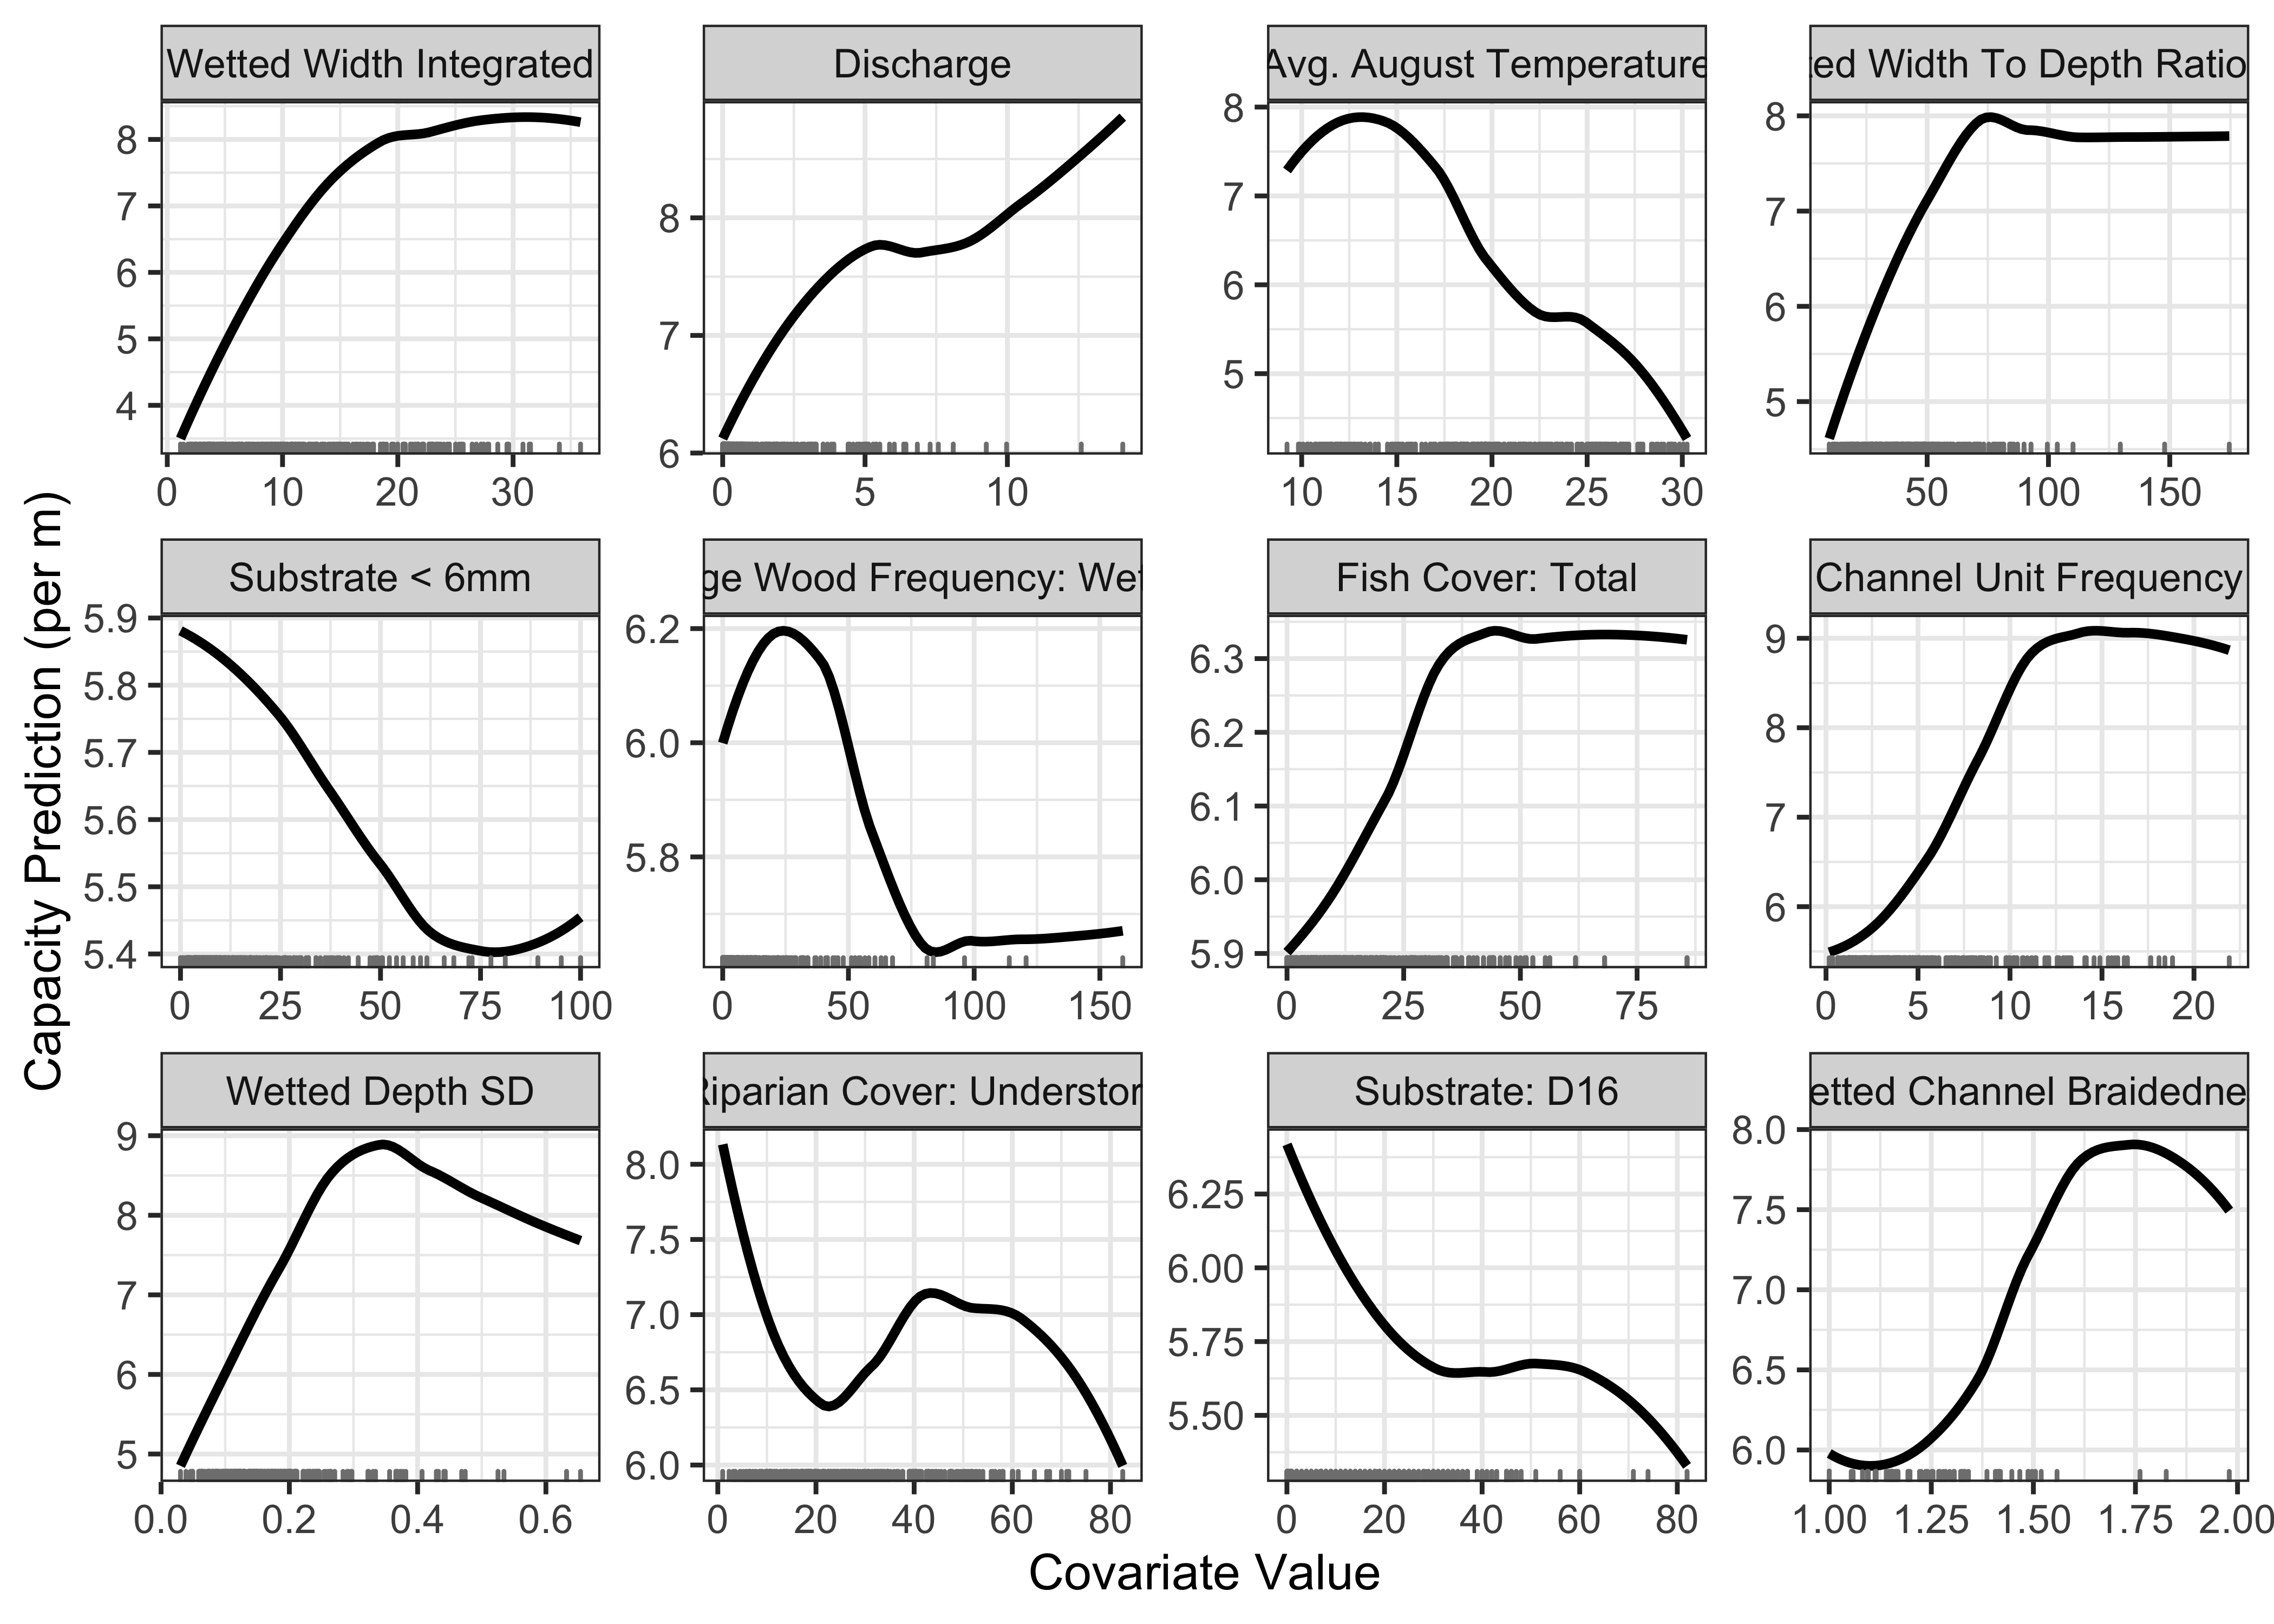 Wetted Width Integrated
Discharge
Avg. August Temperature
Width To Depth Ratio
8
7
6
5
4
0 10 20 30
8
7
6
0 5 10
8
7
6
5
10 15 20 25 30
8
7
6
5
50 100 150
Capacity Prediction (per m)
Substrate < 6mm
Wood Frequency:
Fish Cover: Total
Channel Unit Frequency
5.9
5.8
5.7
5.6
5.5
5.4
0 25 50 75 100
6.2
6.0
5.8
0 50 100 150
6.3
6.2
6.1
6.0
5.9
0 25 50 75
9
8
7
6
0 5 10 15 20
Wetted Depth SD
Riparian Cover: Understor
Substrate: D16
etted Channel Braidedne
9
8
7
6
5
0.0 0.2 0.4 0.6
8.0
7.5
7.0
6.5
6.0
0 20 40 60 80
6.25
6.00
5.75
5.50
0 20 40 60 80
8.0
7.5
7.0
6.5
6.0
1.00 1.25 1.50 1.75 2.00
Covariate Value